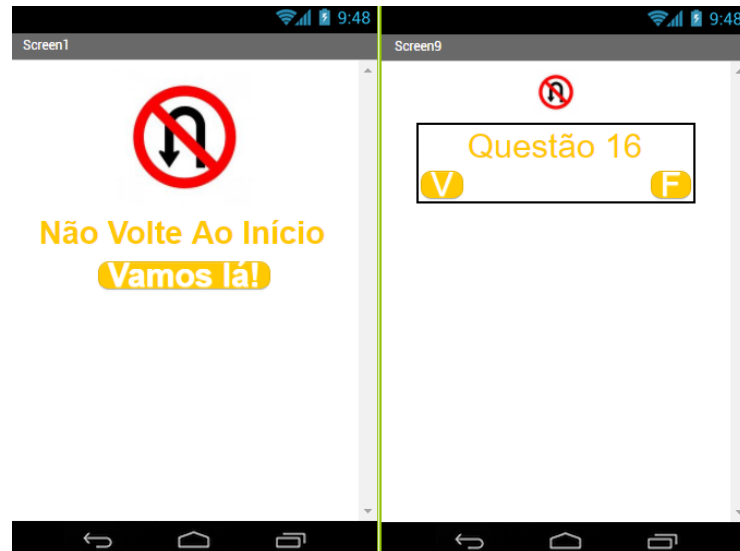 9:48
Screen1
Não Volte Ao Início
Vamos lá!
9:48
Screen9
Questão 16
V
F